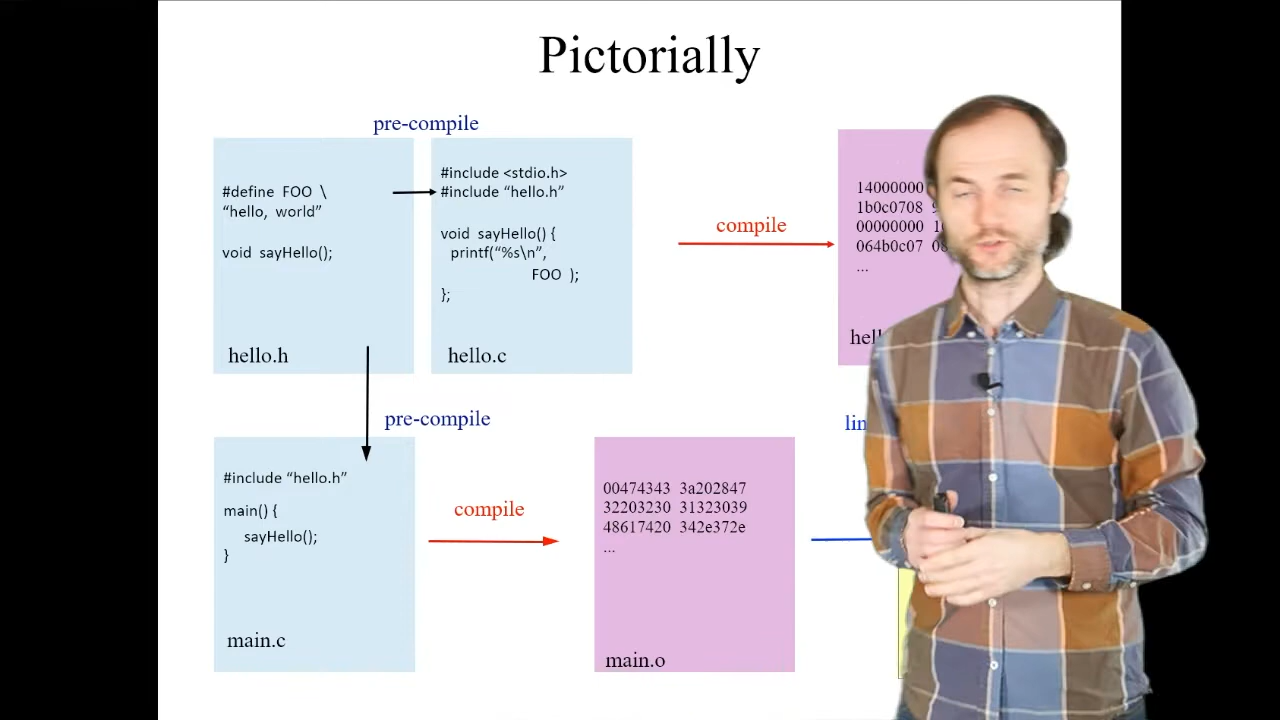 Pictorially
pre-compile
#define FOO \
“hello, world”
void sayHello();
hello.h
#include <stdio.h>
#include “hello.h”
void sayHello() {
printf(“%s\n”,
FOO );
};
hello.c
compile
14000000
1b0c0708
00000000
064b0c07
...
pre-compile
#include “hello.h”
main() {
sayHello();
}
main.c
compile
00474343 3a202847
32203230 31323039
48617420 342e372e
...
main.o